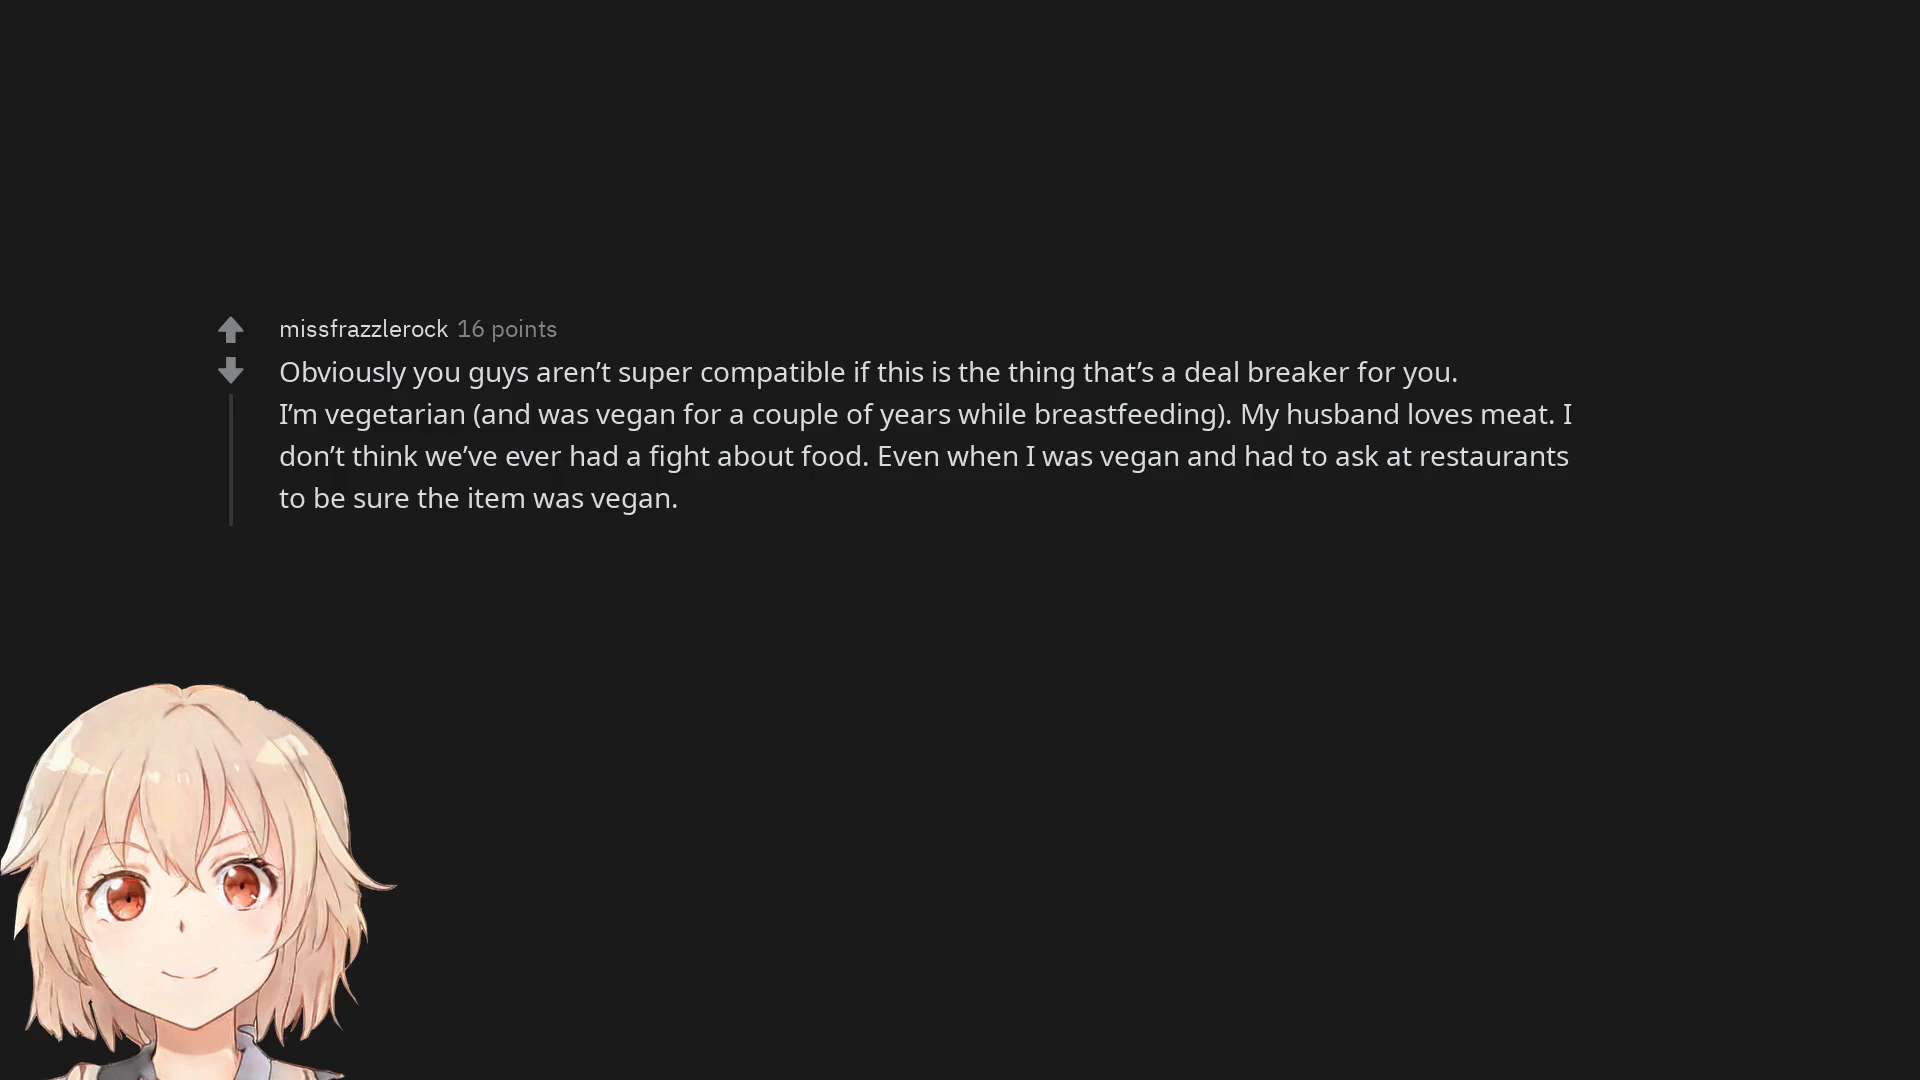 missfrazzlerock 16 points
Obviously you guys aren’t super compatible if this is the thing that’s a deal breaker for you.
I’m vegetarian (and was vegan for a couple of years while breastfeeding). My husband loves meat. I
don’t think we’ve ever had a fight about food. Even when I was vegan and had to ask at restaurants
to be sure the item was vegan.